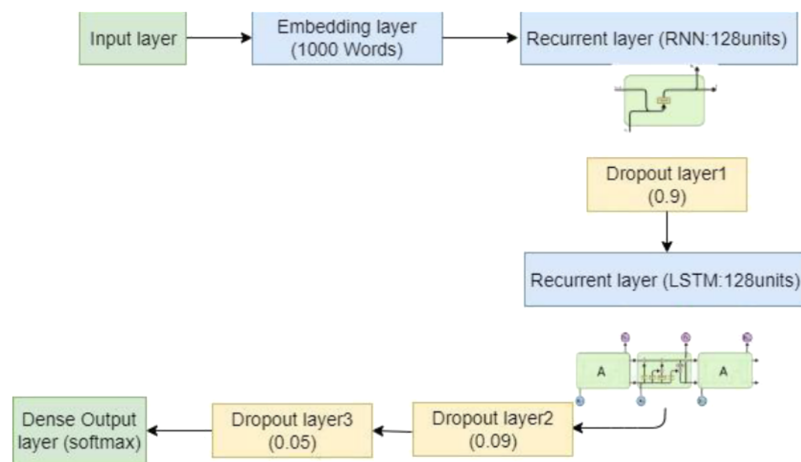 Input layer
Embedding layer
(1000 Words)
Recurrent layer (RNN:128units)
Dropout layer1
(0.9)
Recurrent layer (LSTM:128units)
A
A
Dropout layer2
(0.09)
Dropout layer3
(0.05)
Dense Output
layer (softmax)